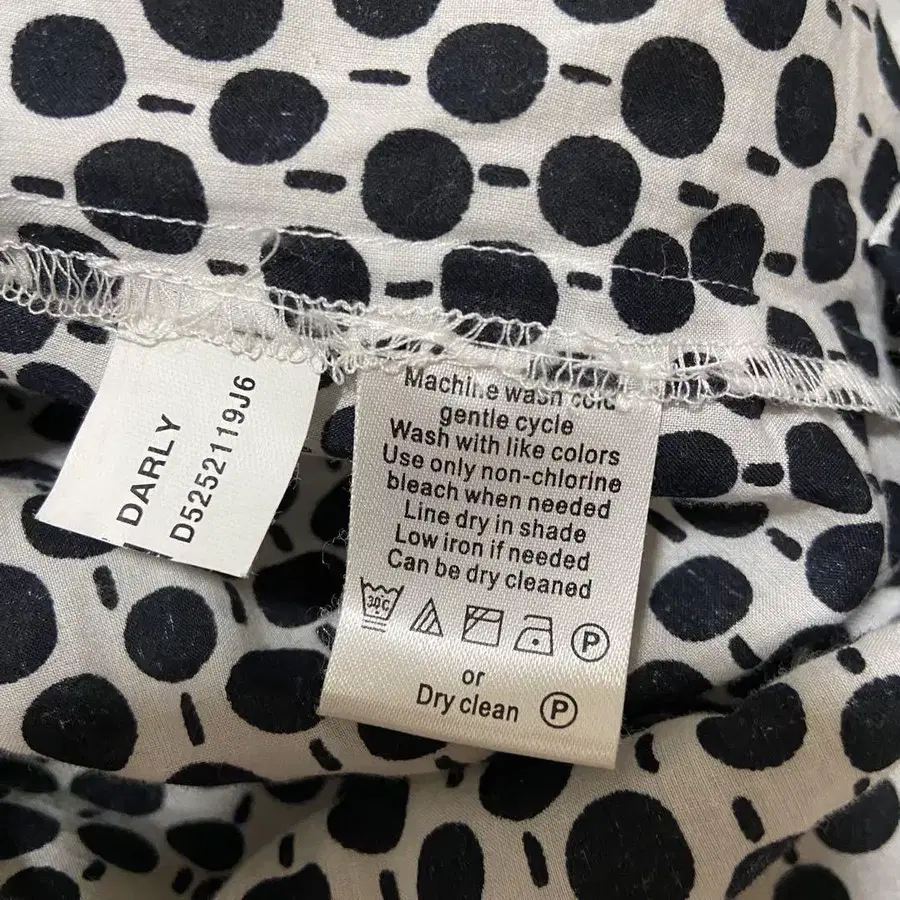 DARLY
D5252119J6
Machine wash cold
gentle cycle
Wash with like colors
Use only non-chlorine
bleach when needed
Line dry in shade
Low iron if needed
Can be dry cleaned
30°C
P
or
Dry clean P